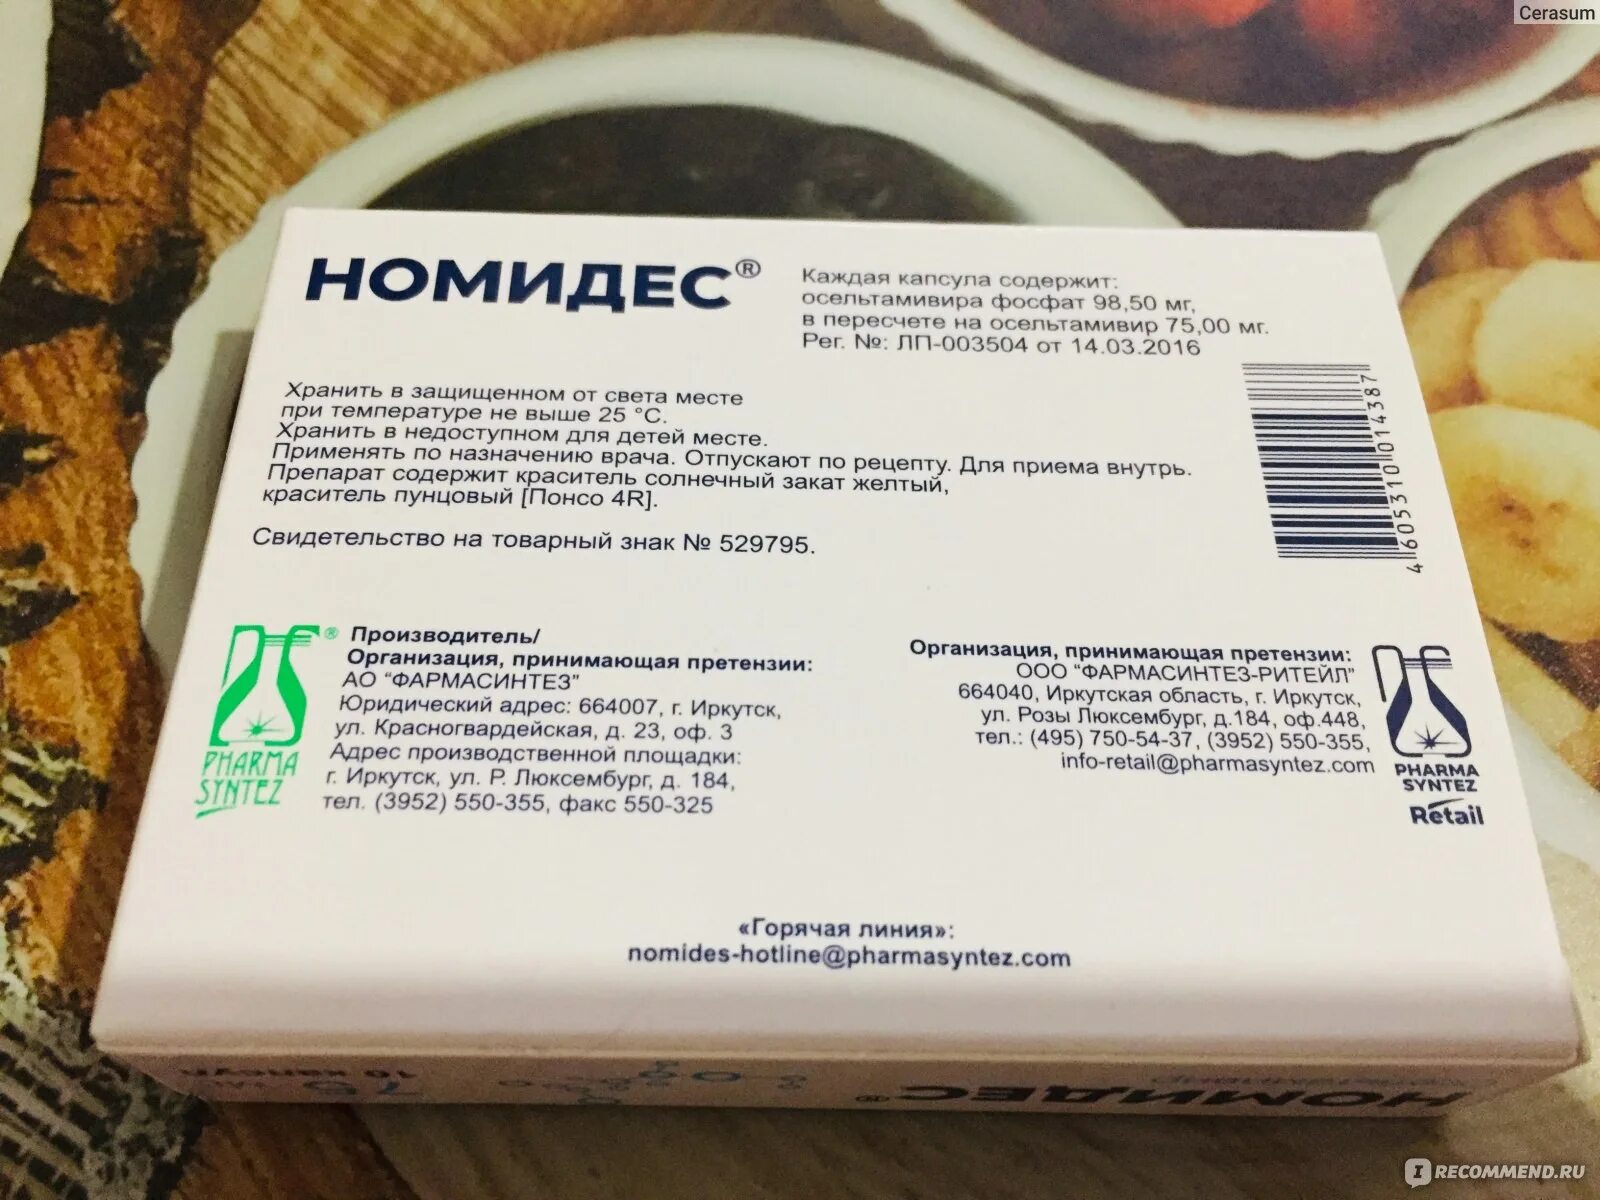 Cerasum
НОМИДЕС®
Каждая капсула содержит:
осельтамивира фосфат 98,50 мг,
в пересчете на осельтамивир 75,00 мг.
Рег. №: ЛП-003504 от 14.03.2016
Хранить в защищенном от света месте
при температуре не выше 25 °С.
Хранить в недоступном для детей месте.
Применять по назначению врача. Отпускают по рецепту. Для приема внутрь.
Препарат содержит краситель солнечный закат желтый,
краситель пунцовый [Понсо 4R].
Свидетельство на товарный знак № 529795.
4 605310 014387
®
PHARMA
SYNTEZ
Производитель/
Организация, принимающая претензии:
АО “ФАРМАСИНТЕЗ”
Юридический адрес: 664007, г. Иркутск,
ул. Красногвардейская, д. 23, оф. 3
Адрес производственной площадки:
г. Иркутск, ул. Р. Люксембург, д. 184,
тел. (3952) 550-355, факс 550-325
Организация, принимающая претензии:
ООО “ФАРМАСИНТЕЗ-РИТЕЙЛ”
664040, Иркутская область, г. Иркутск,
ул. Розы Люксембург, д.184, оф.448,
тел.: (495) 750-54-37, (3952) 550-355,
info-retail@pharmasyntez.com
PHARMA
SYNTEZ
Retail
«Горячая линия»:
nomides-hotline@pharmasyntez.com
НОМИДЕС®
75 мг
10 капсул
IRECOMMEND.RU